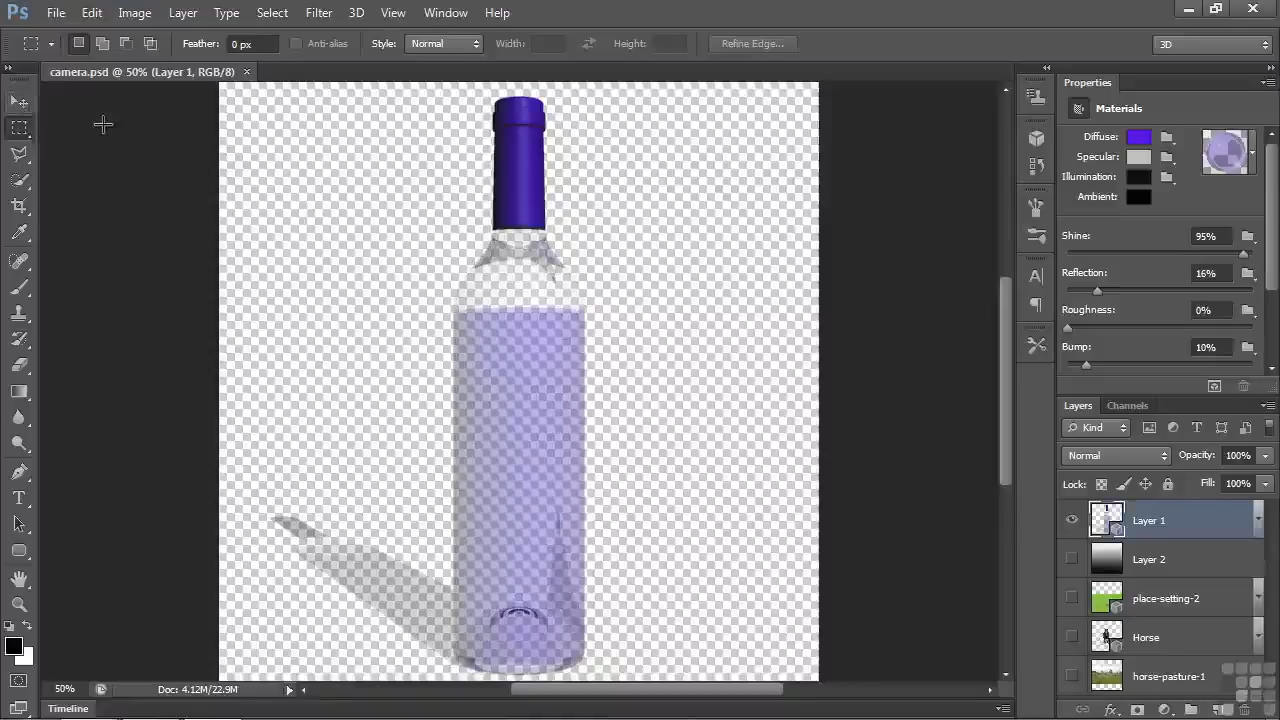 Ps File Edit Image Layer Type Select Filter 3D View Window Help
Feather: 0 px Anti-alias Style: Normal Width: Height: Refine Edge... 3D
camera.psd @ 50% (Layer 1, RGB/8) ×
Properties
Materials
Diffuse:
Specular:
Illumination:
Ambient:
Shine: 95%
Reflection: 16%
Roughness: 0%
Bump: 10%
Layers Channels
Kind
Normal Opacity: 100%
Lock: Fill: 100%
Layer 1
Layer 2
place-setting-2
Horse
horse-pasture-1
50% Doc: 4.12M/22.9M
Timeline